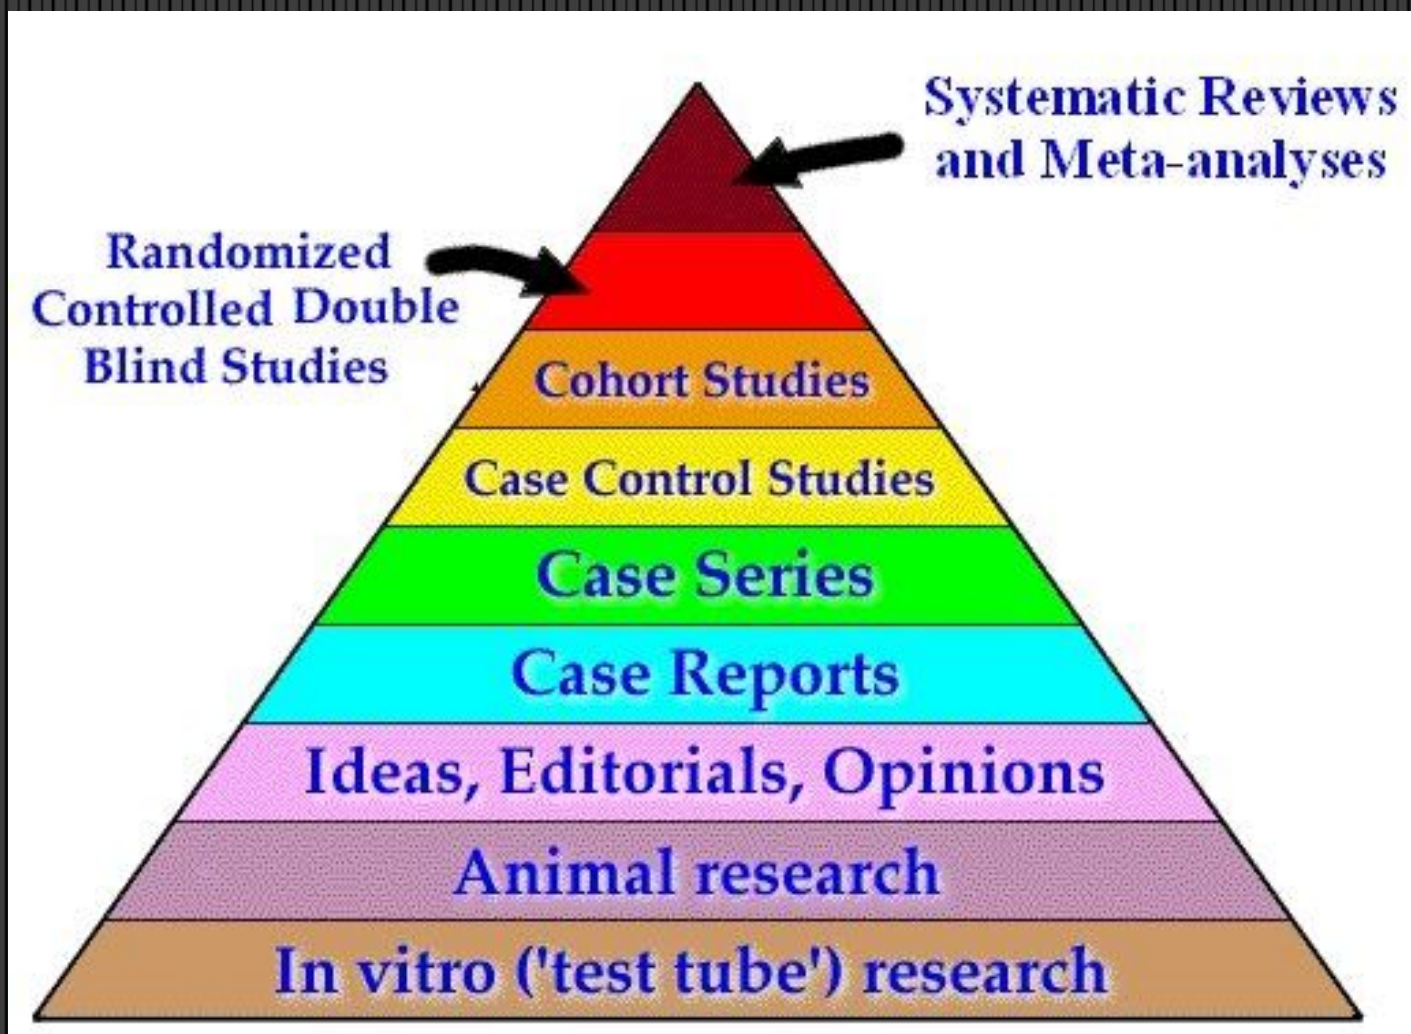 Systematic Reviews
and Meta-analyses
Randomized
Controlled Double
Blind Studies
Cohort Studies
Case Control Studies
Case Series
Case Reports
Ideas, Editorials, Opinions
Animal research
In vitro ('test tube') research